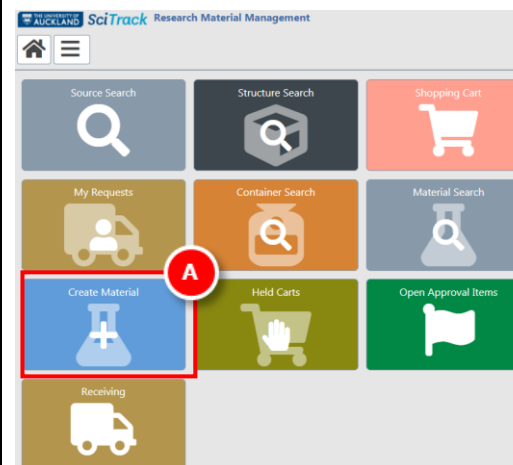 THE UNIVERSITY OF
AUCKLAND
SciTrack Research Material Management
Source Search
Structure Search
Shopping Cart
My Requests
Container Search
Material Search
A
Create Material
Held Carts
Open Approval Items
Receiving